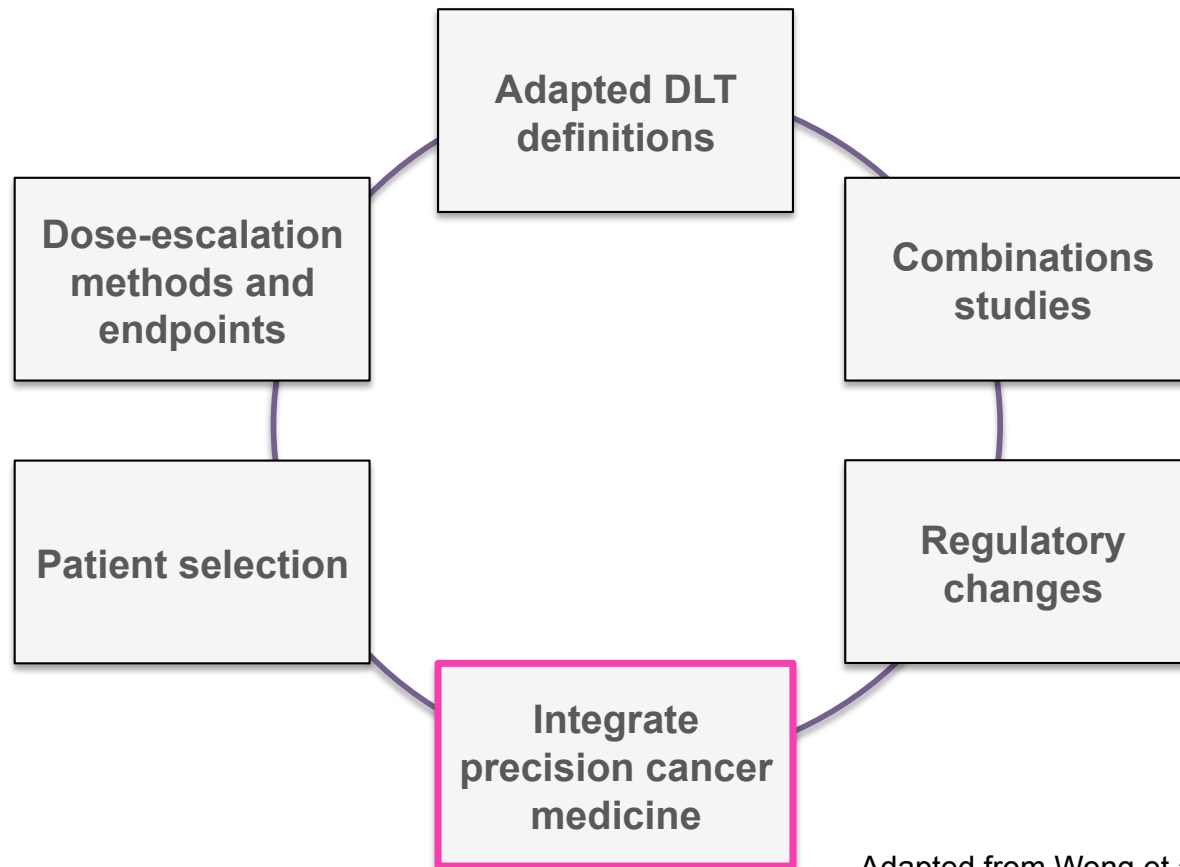 Adapted DLT
definitions
Dose-escalation
methods and
endpoints
Combinations
studies
Patient selection
Regulatory
changes
Integrate
precision cancer
medicine
Adapted from Wong et